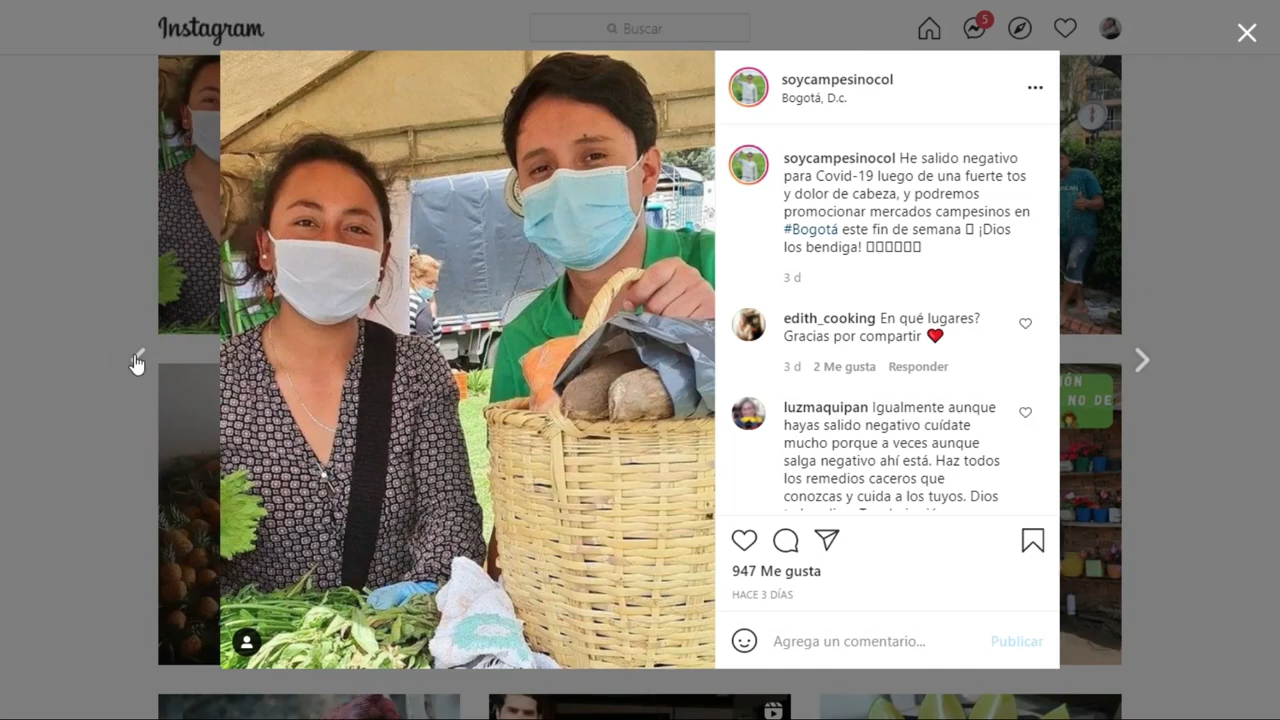 Instagram
Buscar
5
soycampesinocol
Bogotá, D.c.
soycampesinocol He salido negativo
para Covid-19 luego de una fuerte tos
y dolor de cabeza, y podremos
promocionar mercados campesinos en
#Bogotá este fin de semana ▯ ¡Dios
los bendiga! ▯▯▯▯▯▯
3 d
edith_cooking En qué lugares?
Gracias por compartir ❤️
3 d 2 Me gusta Responder
luzmaquipan Igualmente aunque
hayas salido negativo cuídate
mucho porque a veces aunque
salga negativo ahí está. Haz todos
los remedios caceros que
conozcas y cuida a los tuyos. Dios
947 Me gusta
HACE 3 DÍAS
Agrega un comentario...
Publicar
NO DE